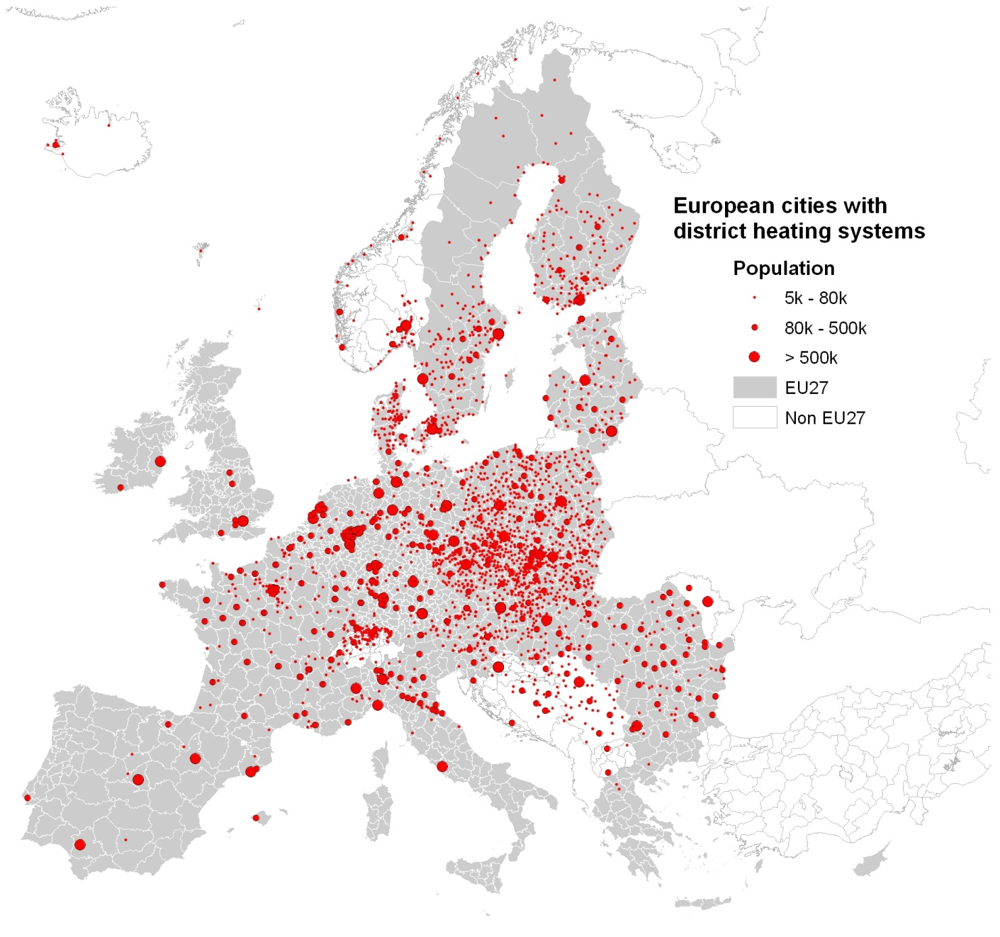 European cities with
district heating systems
Population
5k - 80k
80k - 500k
> 500k
EU27
Non EU27